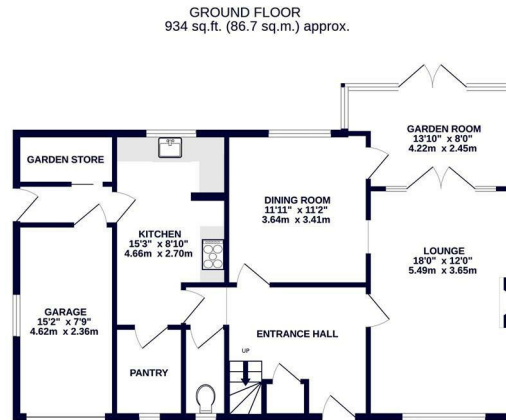 GROUND FLOOR
934 sq.ft. (86.7 sq.m.) approx.
GARDEN STORE
GARDEN ROOM
13'10" x 8'0"
4.22m x 2.45m
KITCHEN
15'3" x 8'10"
4.66m x 2.70m
DINING ROOM
11'11" x 11'2"
3.64m x 3.41m
LOUNGE
18'0" x 12'0"
5.49m x 3.65m
GARAGE
15'2" x 7'9"
4.62m x 2.36m
ENTRANCE HALL
UP
PANTRY